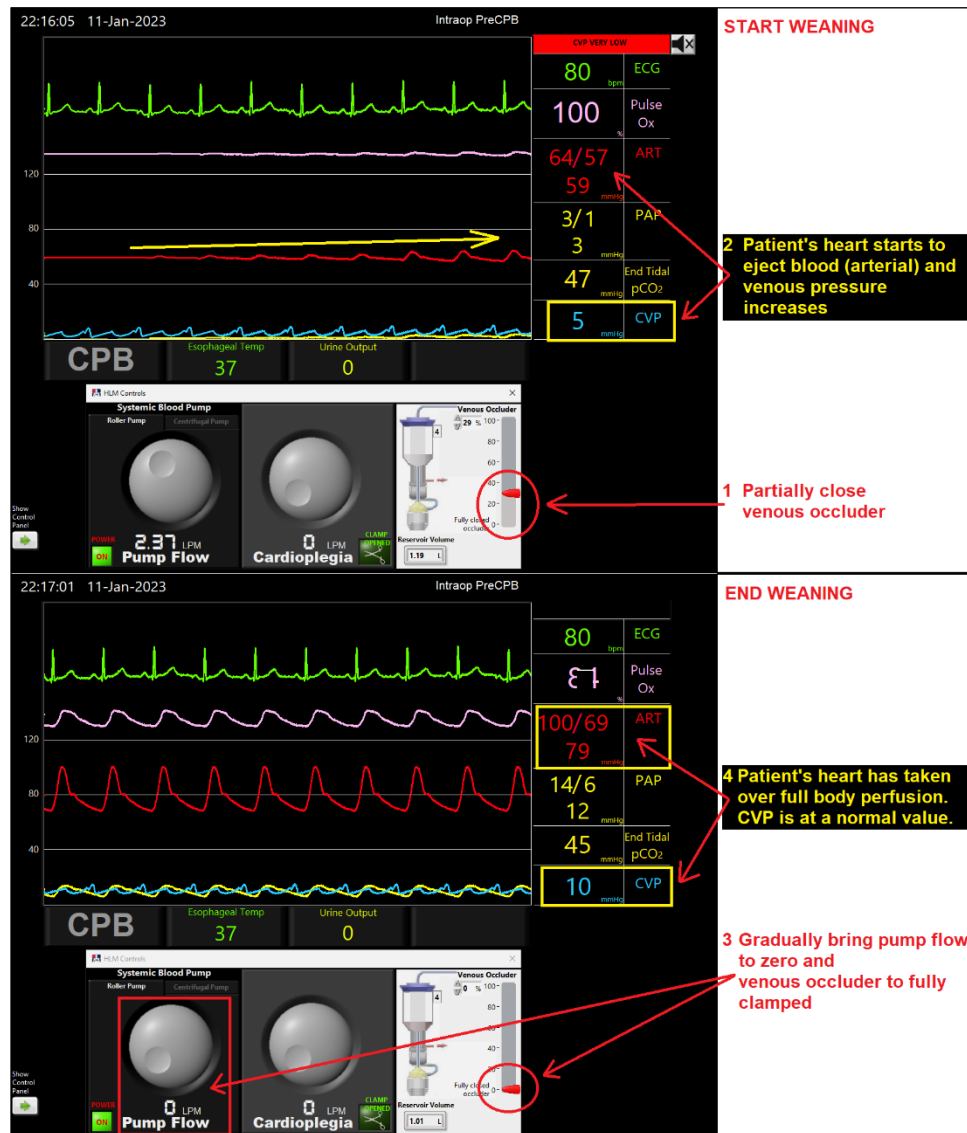 22:16:05 11-Jan-2023 Intraop PreCPB
START WEANING
CVP VERY LOW
80 bpm ECG
100 % Pulse
Ox
120
64/57 ART
59 mmHg
80
3/1 PAP
3 mmHg
2 Patient's heart starts to
eject blood (arterial) and
venous pressure
increases
40
47 mmHg End Tidal
pCO2
5 mmHg CVP
CPB
Esophageal Temp
37
Urine Output
0
HLM Controls
Systemic Blood Pump
Roller Pump Centrifugal Pump
Venous Occluder
29 %
4
100
80
60
40
20
0
Fully closed
occluder
1 Partially close
venous occluder
Show
Control
Panel
POWER
ON
2.37 LPM
Pump Flow
0 LPM
Cardioplegia
CLAMP
OPENED
Reservoir Volume
1.19 L
22:17:01 11-Jan-2023 Intraop PreCPB
END WEANING
80 bpm ECG
% Pulse
Ox
120
100/69 ART
79 mmHg
80
14/6 PAP
12 mmHg
4 Patient's heart has taken
over full body perfusion.
CVP is at a normal value.
40
45 mmHg End Tidal
pCO2
10 mmHg CVP
CPB
Esophageal Temp
37
Urine Output
0
3 Gradually bring pump flow
to zero and
venous occluder to fully
clamped
HLM Controls
Systemic Blood Pump
Roller Pump Centrifugal Pump
Venous Occluder
0 %
4
100
80
60
40
20
0
Fully closed
occluder
Show
Control
Panel
POWER
ON
0 LPM
Pump Flow
0 LPM
Cardioplegia
CLAMP
OPENED
Reservoir Volume
1.01 L